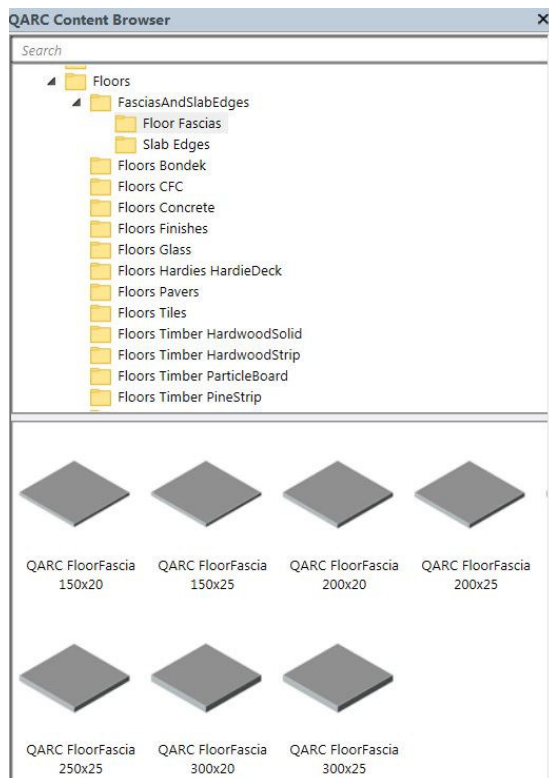 QARC Content Browser
Search
Floors
FasciasAndSlabEdges
Floor Fascias
Slab Edges
Floors Bondek
Floors CFC
Floors Concrete
Floors Finishes
Floors Glass
Floors Hardies HardieDeck
Floors Pavers
Floors Tiles
Floors Timber HardwoodSolid
Floors Timber HardwoodStrip
Floors Timber ParticleBoard
Floors Timber PineStrip
QARC FloorFascia
150x20
QARC FloorFascia
150x25
QARC FloorFascia
200x20
QARC FloorFascia
200x25
QARC FloorFascia
250x25
QARC FloorFascia
300x20
QARC FloorFascia
300x25